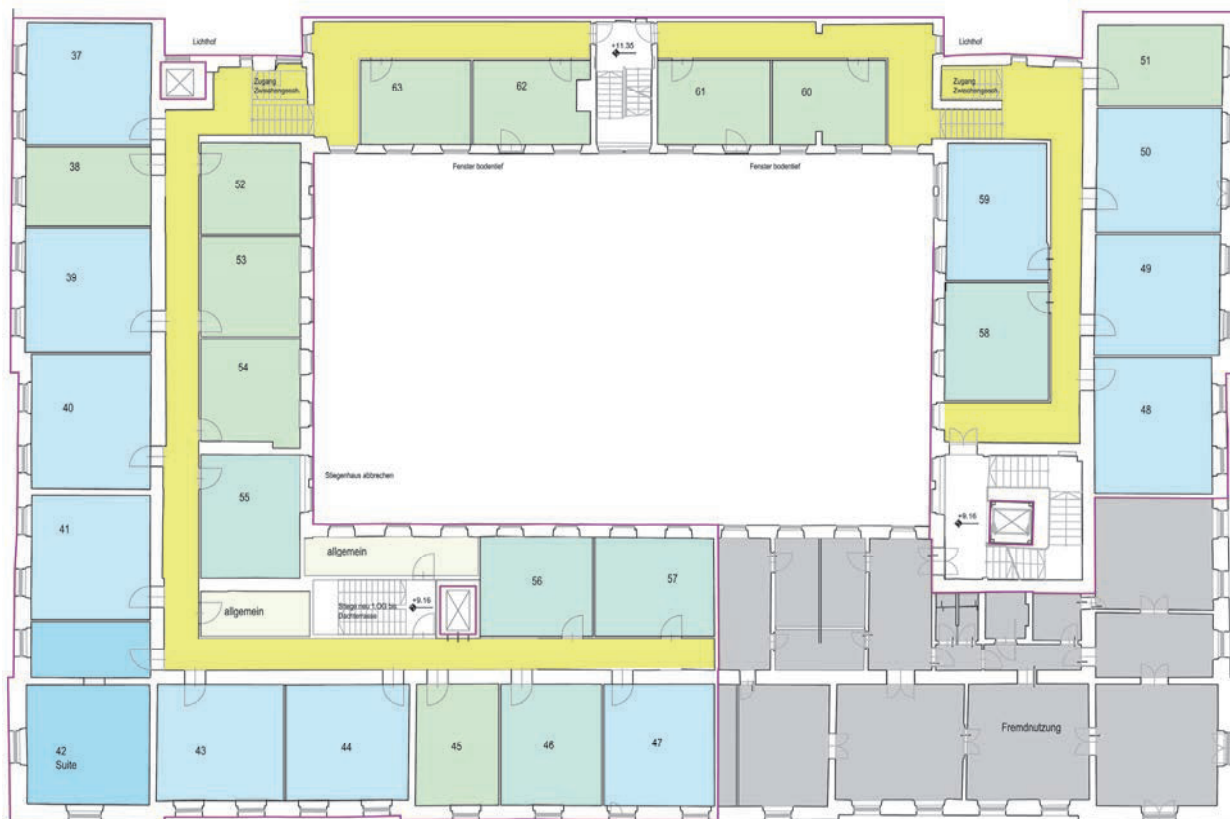 37
Lichthof
+11.35
Lichthof
51
Zugang
Zwischengesch.
63
62
61
60
Zugang
Zwischengesch.
50
38
52
Fenster bodentief
Fenster bodentief
59
39
53
49
54
58
40
48
55
Stiegenhaus abbrechen
41
+9.16
allgemein
56
57
allgemein
Stiege neu 1.OG bis
Dachterrasse
+9.16
42
Suite
43
44
45
46
47
Fremdnutzung